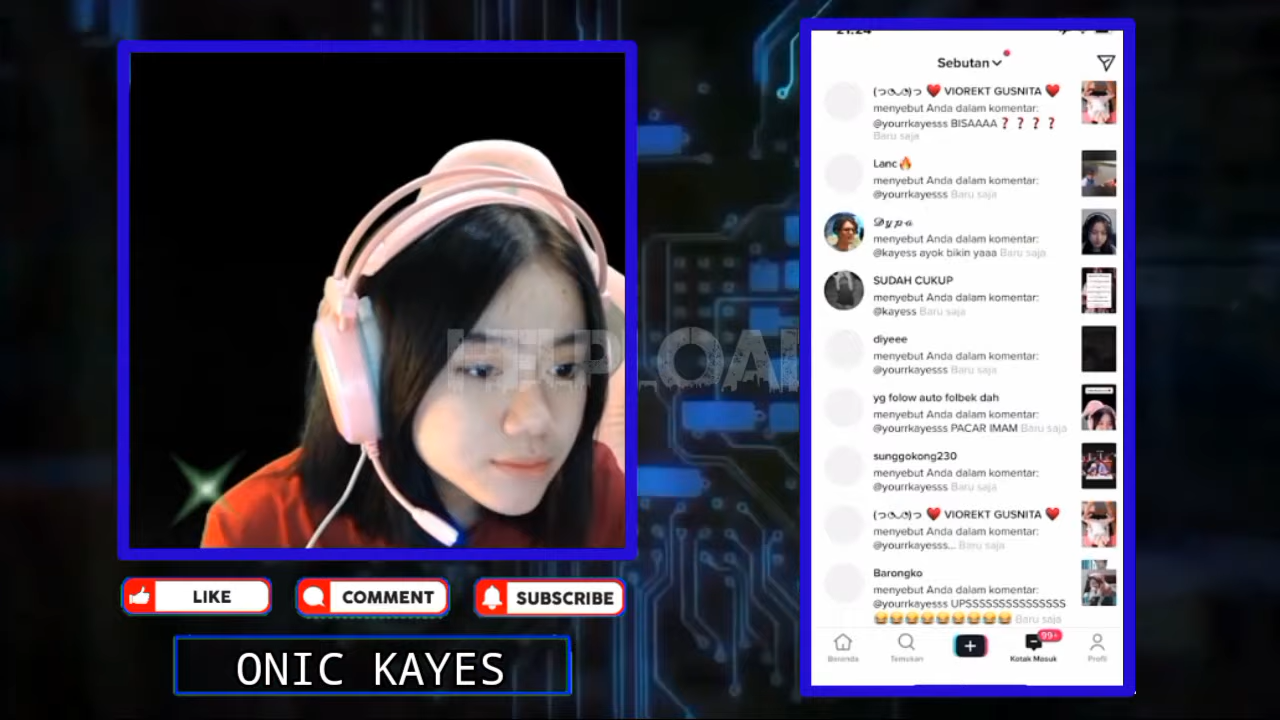 21:24
Sebutan
(っ◔◡◔)っ ❤️ VIOREKT GUSNITA ❤️
menyebut Anda dalam komentar:
@yourrkayesss BISAAAA❓❓❓❓
Baru saja
Lanc🔥
menyebut Anda dalam komentar:
@yourrkayesss Baru saja
𝒟𝓎𝓅𝒶
menyebut Anda dalam komentar:
@kayess ayok bikin yaaa Baru saja
SUDAH CUKUP
menyebut Anda dalam komentar:
@kayess Baru saja
diyeee
menyebut Anda dalam komentar:
@yourrkayesss Baru saja
yg folow auto folbek dah
menyebut Anda dalam komentar:
@yourrkayesss PACAR IMAM Baru saja
sunggokong230
menyebut Anda dalam komentar:
@yourrkayesss Baru saja
(っ◔◡◔)っ ❤️ VIOREKT GUSNITA ❤️
menyebut Anda dalam komentar:
@yourrkayesss... Baru saja
Barongko
menyebut Anda dalam komentar:
@yourrkayesss UPSSSSSSSSSSSSSSS
😂😂😂😂😂😂😂😂😂 Baru saja
99+
Beranda
Temukan
Kotak Masuk
Profil
LIKE
COMMENT
SUBSCRIBE
ONIC KAYES